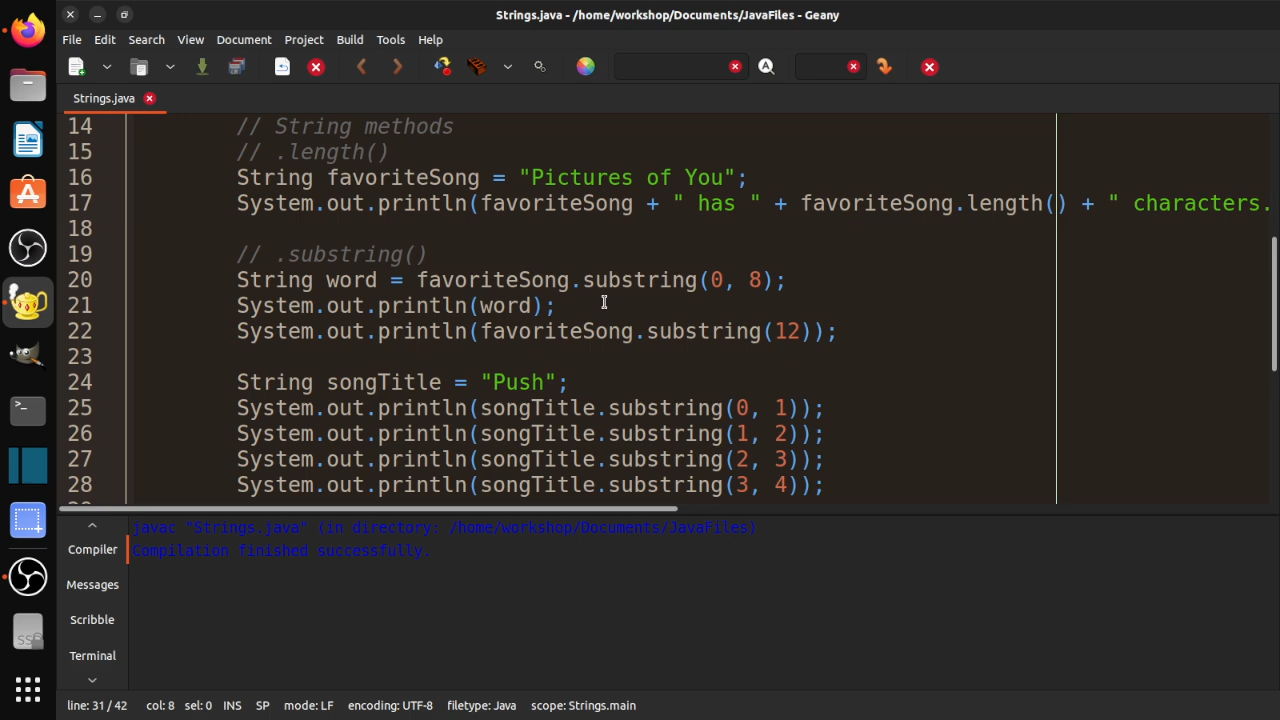 Strings.java - /home/workshop/Documents/JavaFiles - Geany
File Edit Search View Document Project Build Tools Help
Strings.java
14 // String methods
15 // .length()
16 String favoriteSong = "Pictures of You";
17 System.out.println(favoriteSong + " has " + favoriteSong.length() + " characters.
18
19 // .substring()
20 String word = favoriteSong.substring(0, 8);
21 System.out.println(word);
22 System.out.println(favoriteSong.substring(12));
23
24 String songTitle = "Push";
25 System.out.println(songTitle.substring(0, 1));
26 System.out.println(songTitle.substring(1, 2));
27 System.out.println(songTitle.substring(2, 3));
28 System.out.println(songTitle.substring(3, 4));
javac "Strings.java" (in directory: /home/workshop/Documents/JavaFiles)
Compiler
Compilation finished successfully.
Messages
Scribble
Terminal
line: 31 / 42 col: 8 sel: 0 INS SP mode: LF encoding: UTF-8 filetype: Java scope: Strings.main